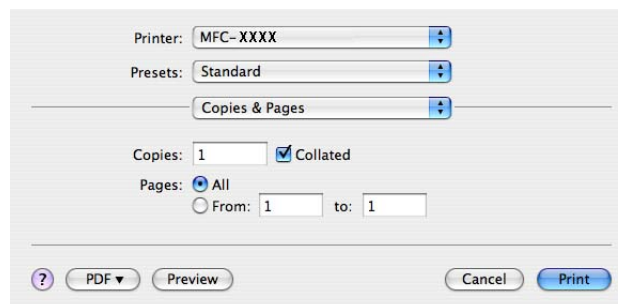 Printer: MFC-XXXX
Presets: Standard
Copies & Pages
Copies: 1 Collated
Pages: All
From: 1 to: 1
? PDF▼ Preview Cancel Print